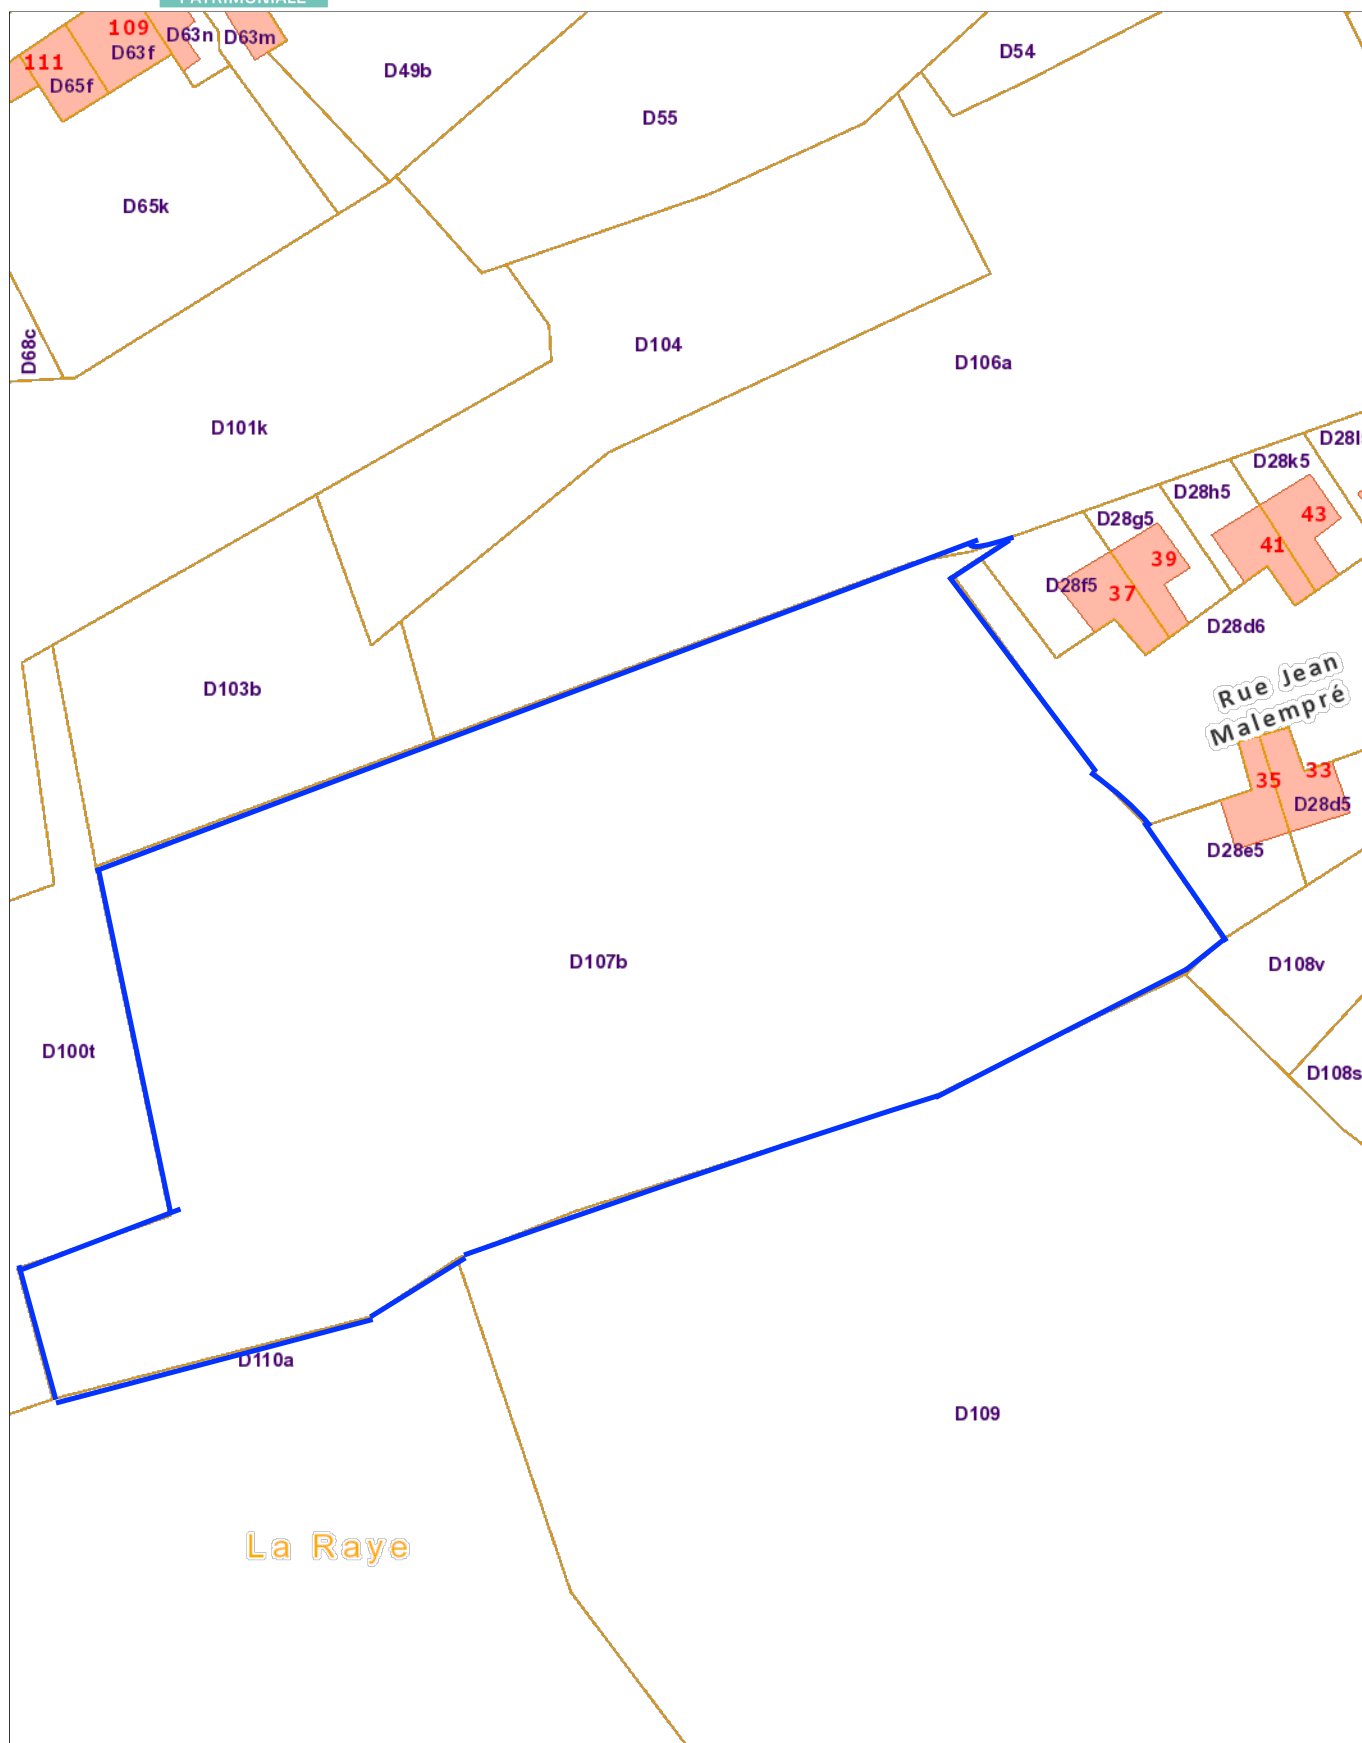 PATRIMONIALE
109
D63n
D63m
D63f
D54
111
D49b
D65f
D55
D65k
D68c
D104
D106a
D101k
D28k5
D28h5
D28g5
43
41
39
D28f5
37
D28d6
Rue Jean
Malempré
D103b
35
33
D28d5
D28e5
D107b
D108v
D100t
D110a
D109
La Raye